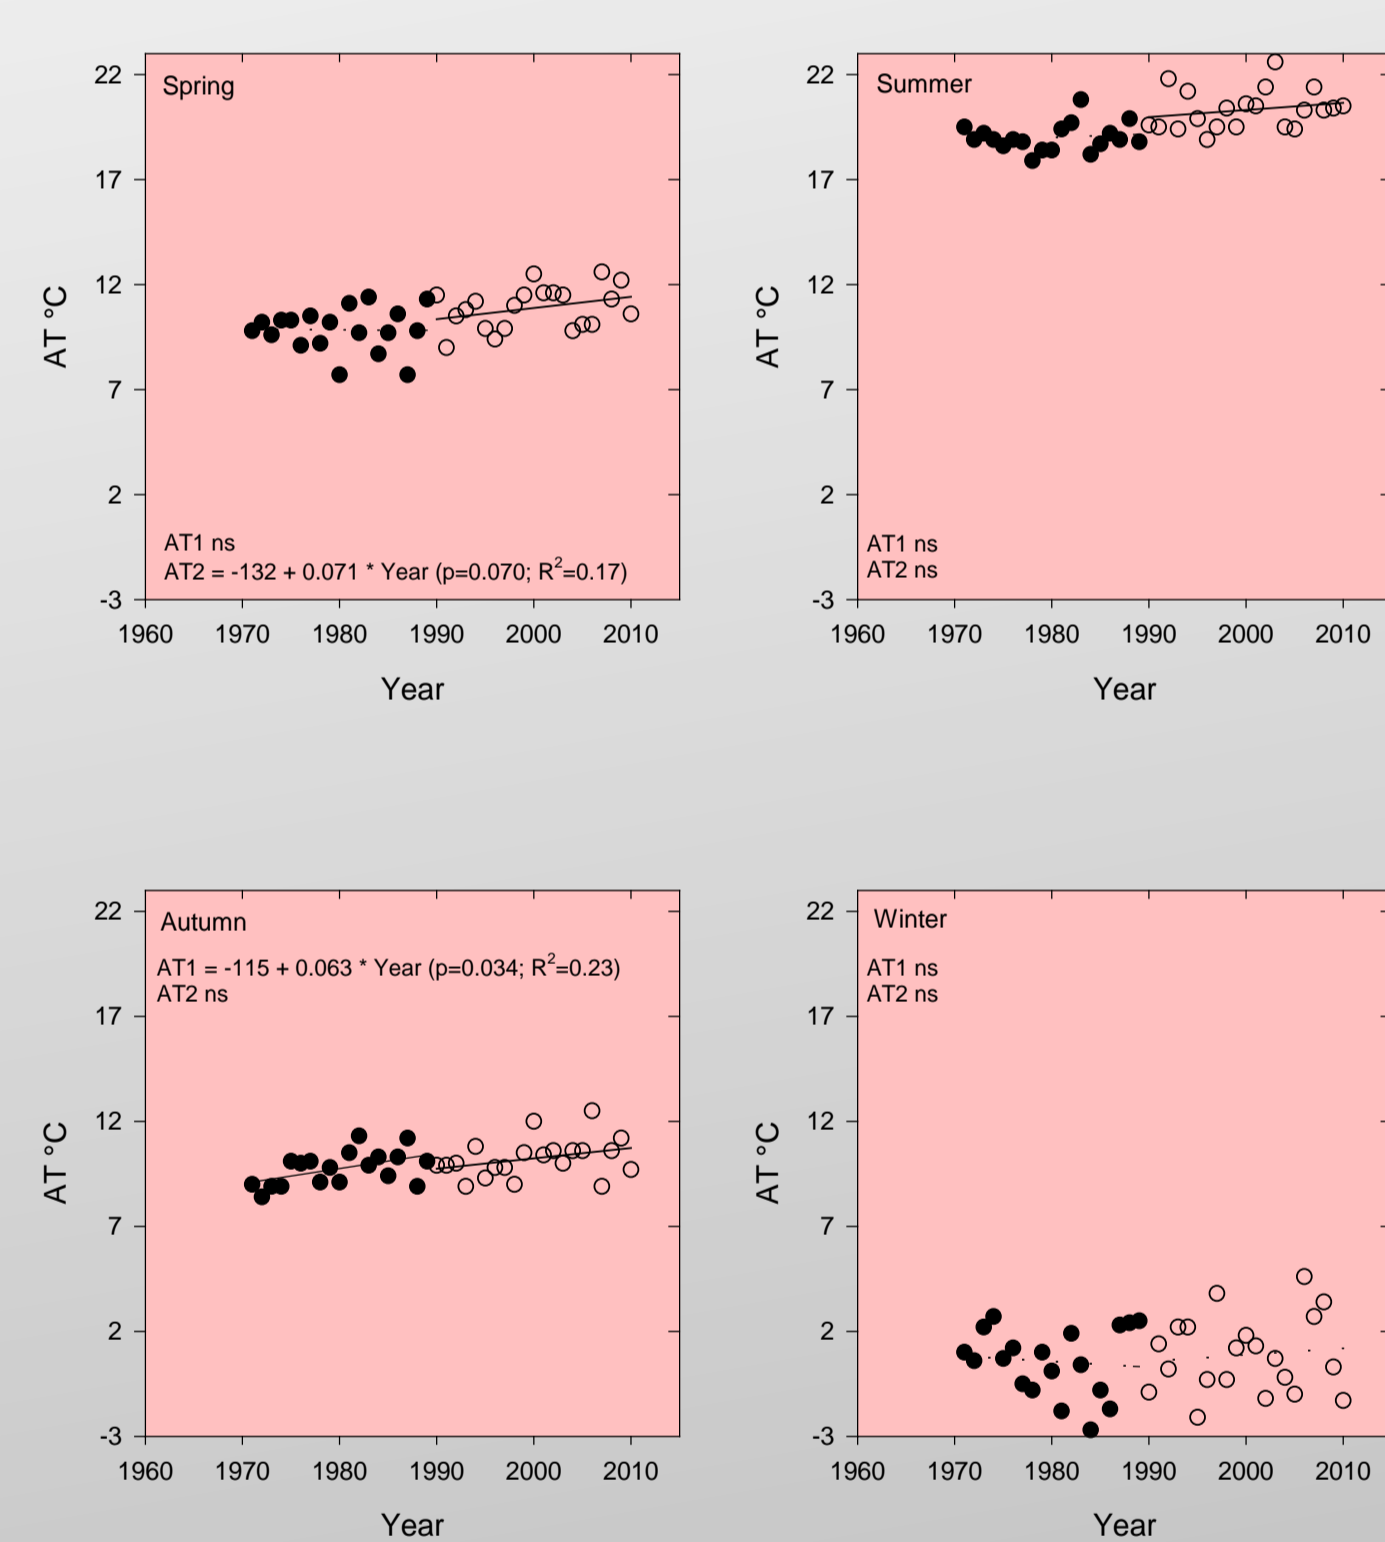 Spring
22
17
12
7
2
-3
AT °C
AT1 ns
AT2 = -132 + 0.071 * Year (p=0.070; R²=0.17)
1960 1970 1980 1990 2000 2010
Year
Summer
22
17
12
7
2
-3
AT °C
AT1 ns
AT2 ns
1960 1970 1980 1990 2000 2010
Year
Autumn
AT1 = -115 + 0.063 * Year (p=0.034; R²=0.23)
AT2 ns
22
17
12
7
2
-3
AT °C
1960 1970 1980 1990 2000 2010
Year
Winter
AT1 ns
AT2 ns
22
17
12
7
2
-3
AT °C
1960 1970 1980 1990 2000 2010
Year